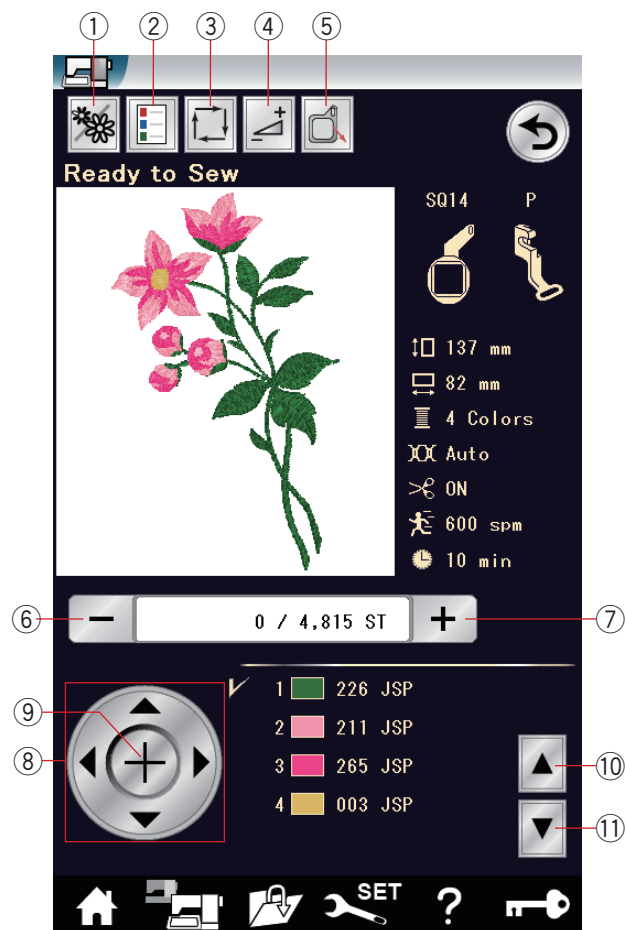 ① ② ③ ④ ⑤
Ready to Sew
SQ14 P
137 mm
82 mm
4 Colors
Auto
ON
600 spm
10 min
⑥ − 0 / 4,815 ST + ⑦
1 226 JSP
⑨ 2 211 JSP
⑧ 3 265 JSP ⑩
4 003 JSP
⑪
SET ?